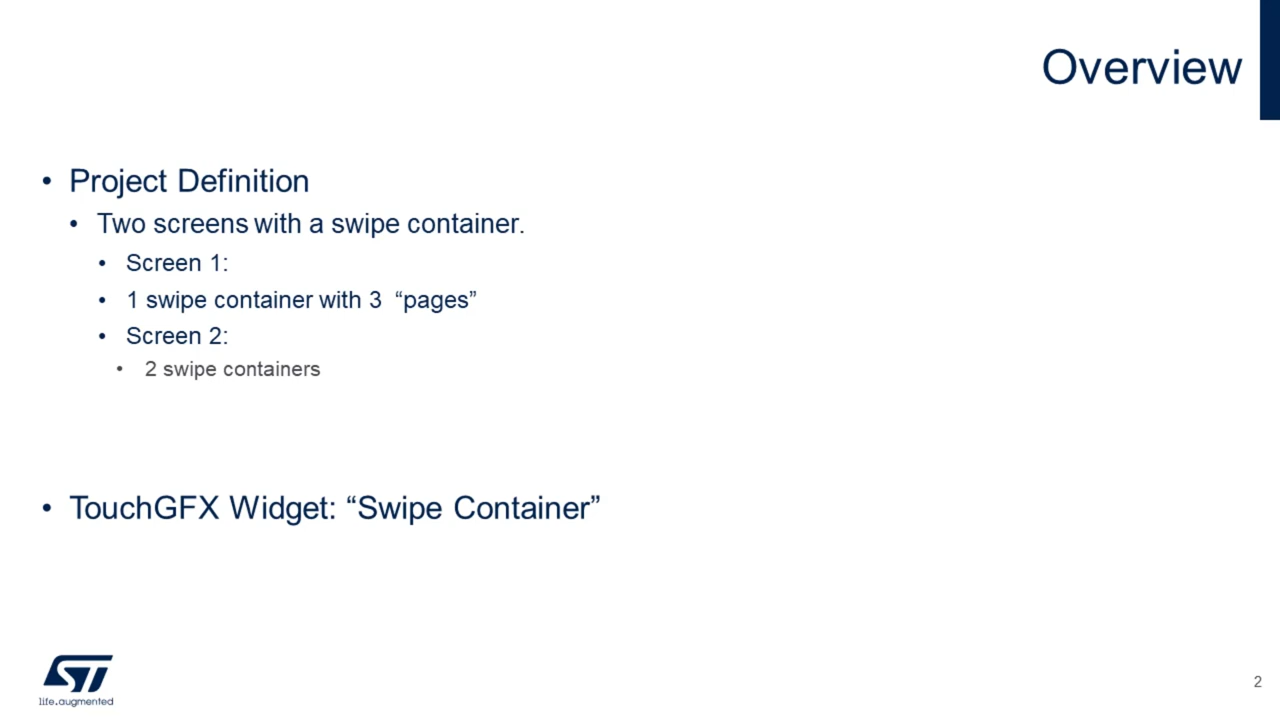 Overview
• Project Definition
• Two screens with a swipe container.
• Screen 1:
• 1 swipe container with 3 “pages”
• Screen 2:
• 2 swipe containers
• TouchGFX Widget: “Swipe Container”
ST
life.augmented
2